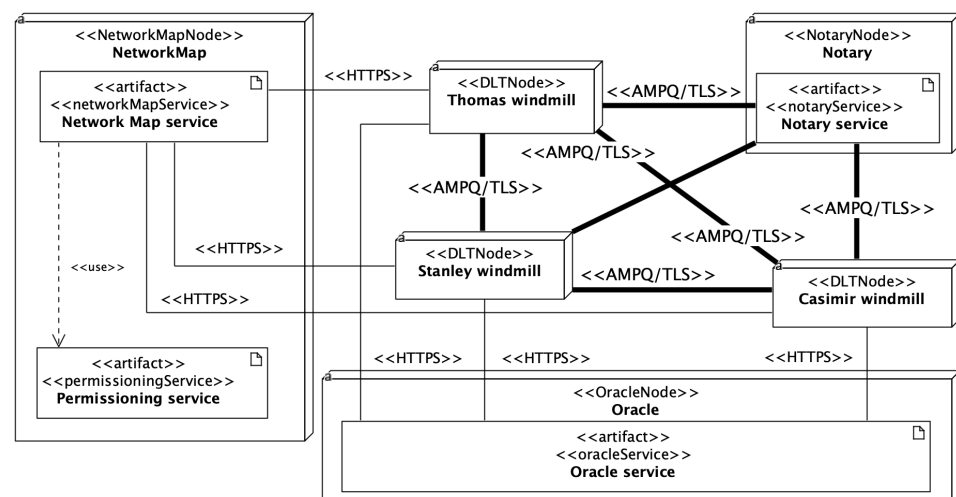 a
<<NetworkMapNode>>
NetworkMap
<<artifact>>
<<networkMapService>>
Network Map service
<<use>>
<<artifact>>
<<permissioningService>>
Permissioning service
<<HTTPS>>
<<HTTPS>>
<<HTTPS>>
a
<<DLTNode>>
Thomas windmill
<<AMPQ/TLS>>
a
<<NotaryNode>>
Notary
<<artifact>>
<<notaryService>>
Notary service
<<AMPQ/TLS>>
<<AMPQ/TLS>>
<<AMPQ/TLS>>
<<AMPQ/TLS>>
a
<<DLTNode>>
Stanley windmill
<<AMPQ/TLS>>
a
<<DLTNode>>
Casimir windmill
<<HTTPS>>
<<HTTPS>>
<<HTTPS>>
a
<<OracleNode>>
Oracle
<<artifact>>
<<oracleService>>
Oracle service